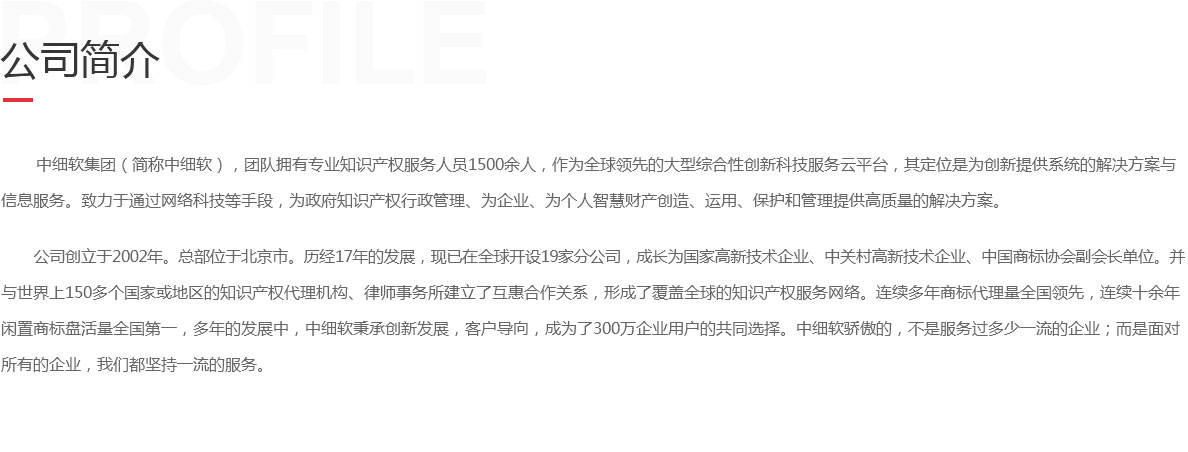 PROFILE
公司简介
中细软集团（简称中细软），团队拥有专业知识产权服务人员1500余人，作为全球领先的大型综合性创新科技服务云平台，其定位是为创新提供系统的解决方案与
信息服务。致力于通过网络科技等手段，为政府知识产权行政管理、为企业、为个人智慧财产创造、运用、保护和管理提供高质量的解决方案。
公司创立于2002年。总部位于北京市。历经17年的发展，现已在全球开设19家分公司，成长为国家高新技术企业、中关村高新技术企业、中国商标协会副会长单位。并
与世界上150多个国家或地区的知识产权代理机构、律师事务所建立了互惠合作关系，形成了覆盖全球的知识产权服务网络。连续多年商标代理量全国领先，连续十余年
闲置商标盘活量全国第一，多年的发展中，中细软秉承创新发展，客户导向，成为了300万企业用户的共同选择。中细软骄傲的，不是服务过多少一流的企业；而是面对
所有的企业，我们都坚持一流的服务。